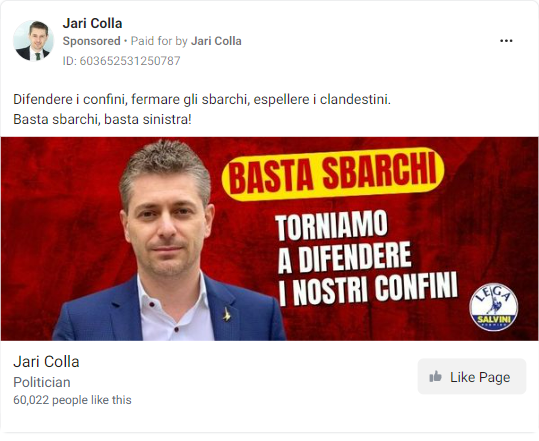 Jari Colla
Sponsored • Paid for by Jari Colla
ID: 603652531250787
Difendere i confini, fermare gli sbarchi, espellere i clandestini.
Basta sbarchi, basta sinistra!
BASTA SBARCHI
TORNIAMO
A DIFENDERE
I NOSTRI CONFINI
LEGA
SALVINI
Jari Colla
Politician
60,022 people like this
Like Page